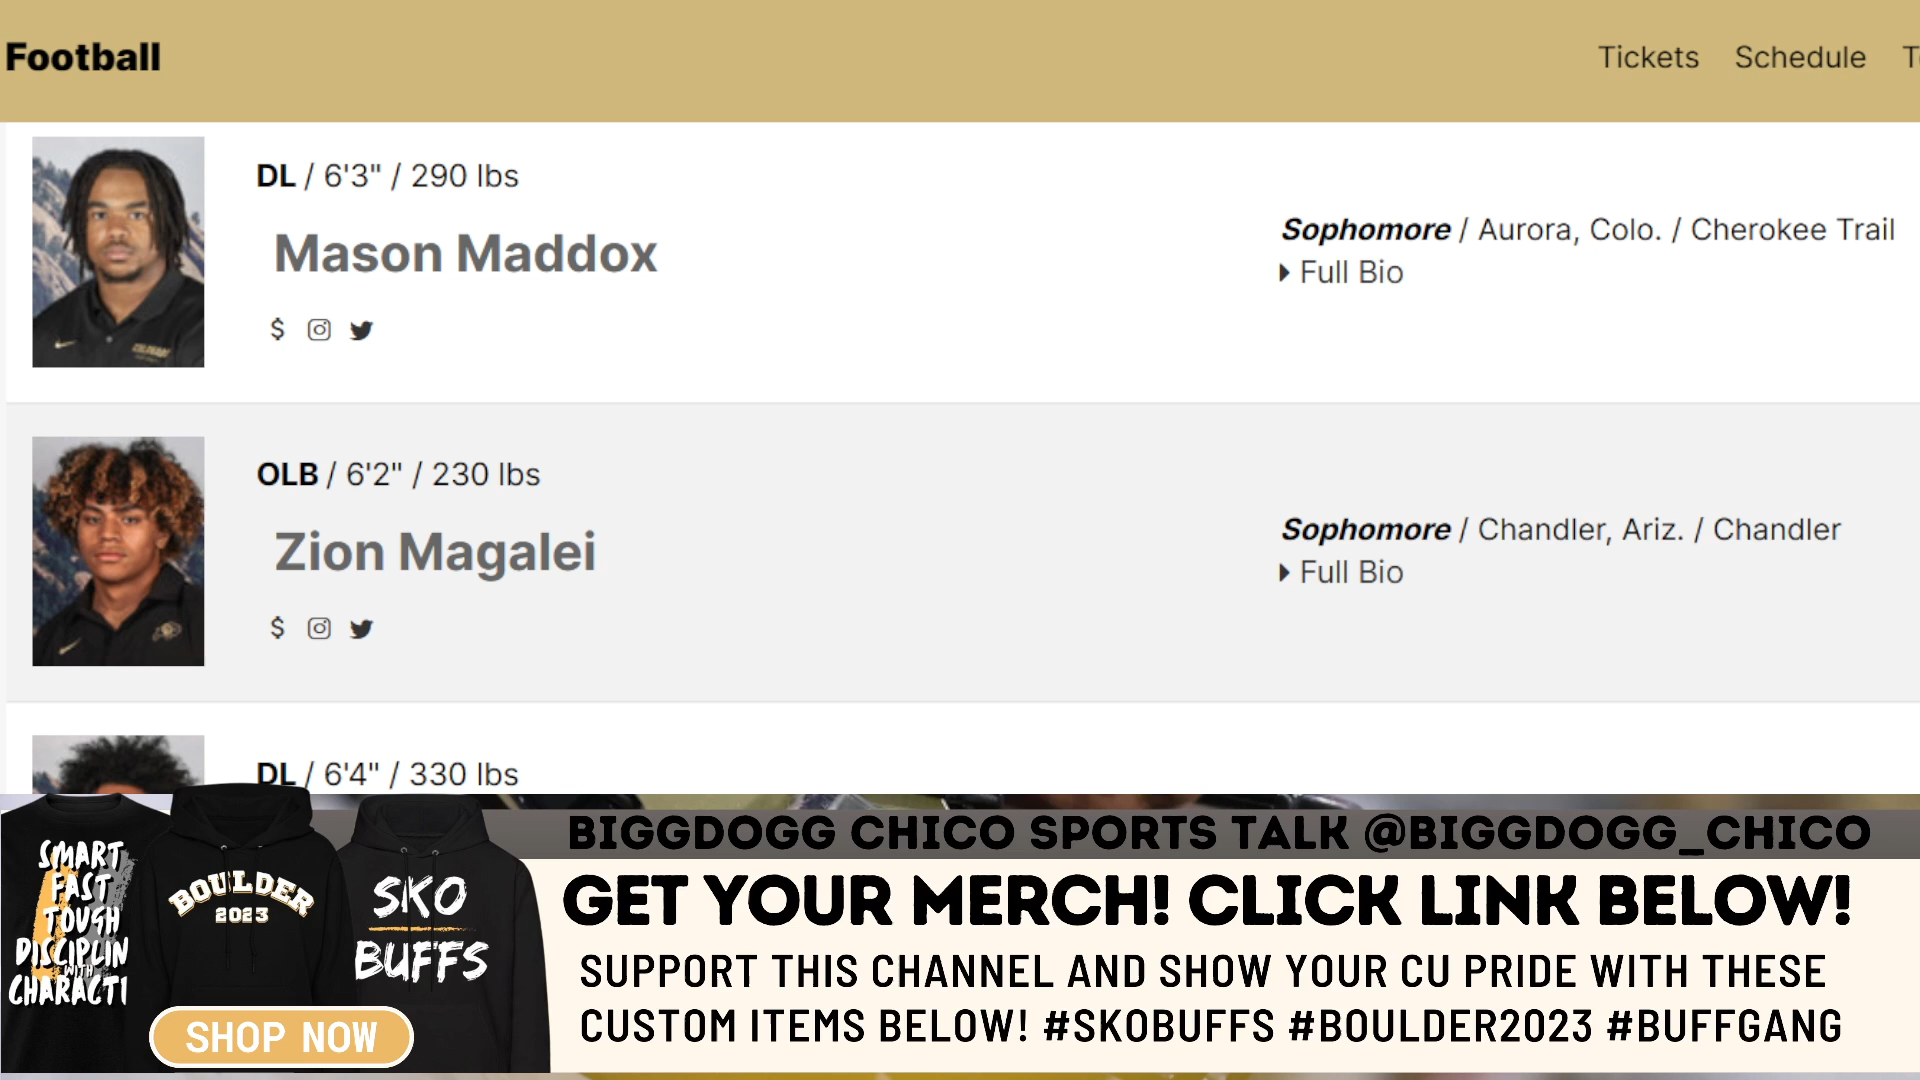 Football
Tickets Schedule
DL / 6'3" / 290 lbs
Mason Maddox
Sophomore / Aurora, Colo. / Cherokee Trail
Full Bio
$
OLB / 6'2" / 230 lbs
Zion Magalei
Sophomore / Chandler, Ariz. / Chandler
Full Bio
$
DL / 6'4" / 330 lbs
BIGGDOGG CHICO SPORTS TALK @BIGGDOGG_CHICO
GET YOUR MERCH! CLICK LINK BELOW!
SUPPORT THIS CHANNEL AND SHOW YOUR CU PRIDE WITH THESE
CUSTOM ITEMS BELOW! #SKOBUFFS #BOULDER2023 #BUFFGANG
SMART
FAST
TOUGH
DISCIPLIN
WITH
CHARACT
BOULDER
2023
SKO
BUFFS
SHOP NOW